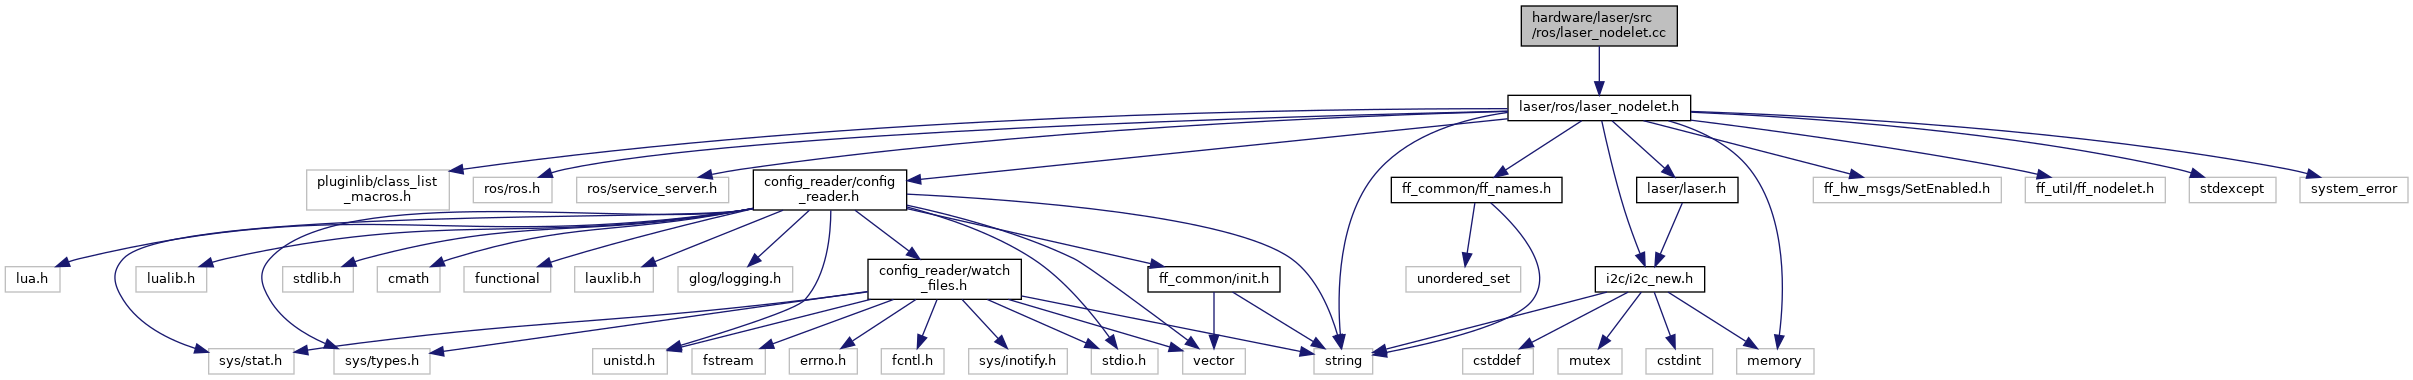 hardware/laser/src
/ros/laser_nodelet.cc
laser/ros/laser_nodelet.h
pluginlib/class_list
_macros.h
ros/ros.h
ros/service_server.h
config_reader/config
_reader.h
ff_common/ff_names.h
laser/laser.h
ff_hw_msgs/SetEnabled.h
ff_util/ff_nodelet.h
stdexcept
system_error
lua.h
lualib.h
stdlib.h
cmath
functional
lauxlib.h
glog/logging.h
config_reader/watch
_files.h
ff_common/init.h
unordered_set
i2c/i2c_new.h
sys/stat.h
sys/types.h
unistd.h
fstream
errno.h
fcntl.h
sys/inotify.h
stdio.h
vector
string
cstddef
mutex
cstdint
memory